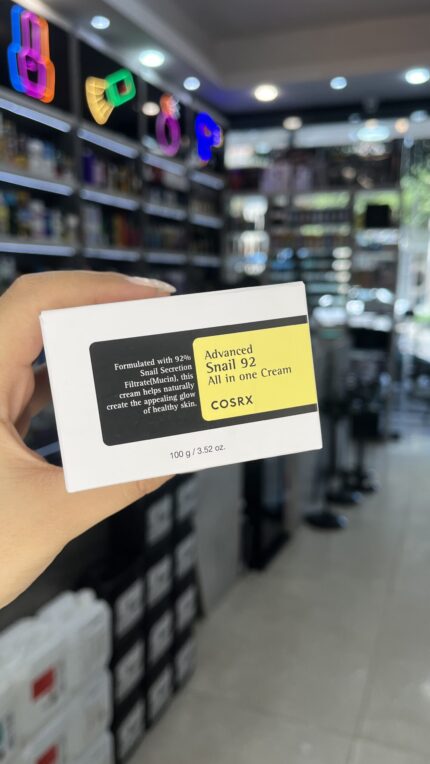 Formulated with 92%
Snail Secretion
Filtrate(Mucin), this
cream helps naturally
create the appealing glow
of healthy skin.
Advanced
Snail 92
All in one Cream
COSRX
100 g / 3.52 oz.